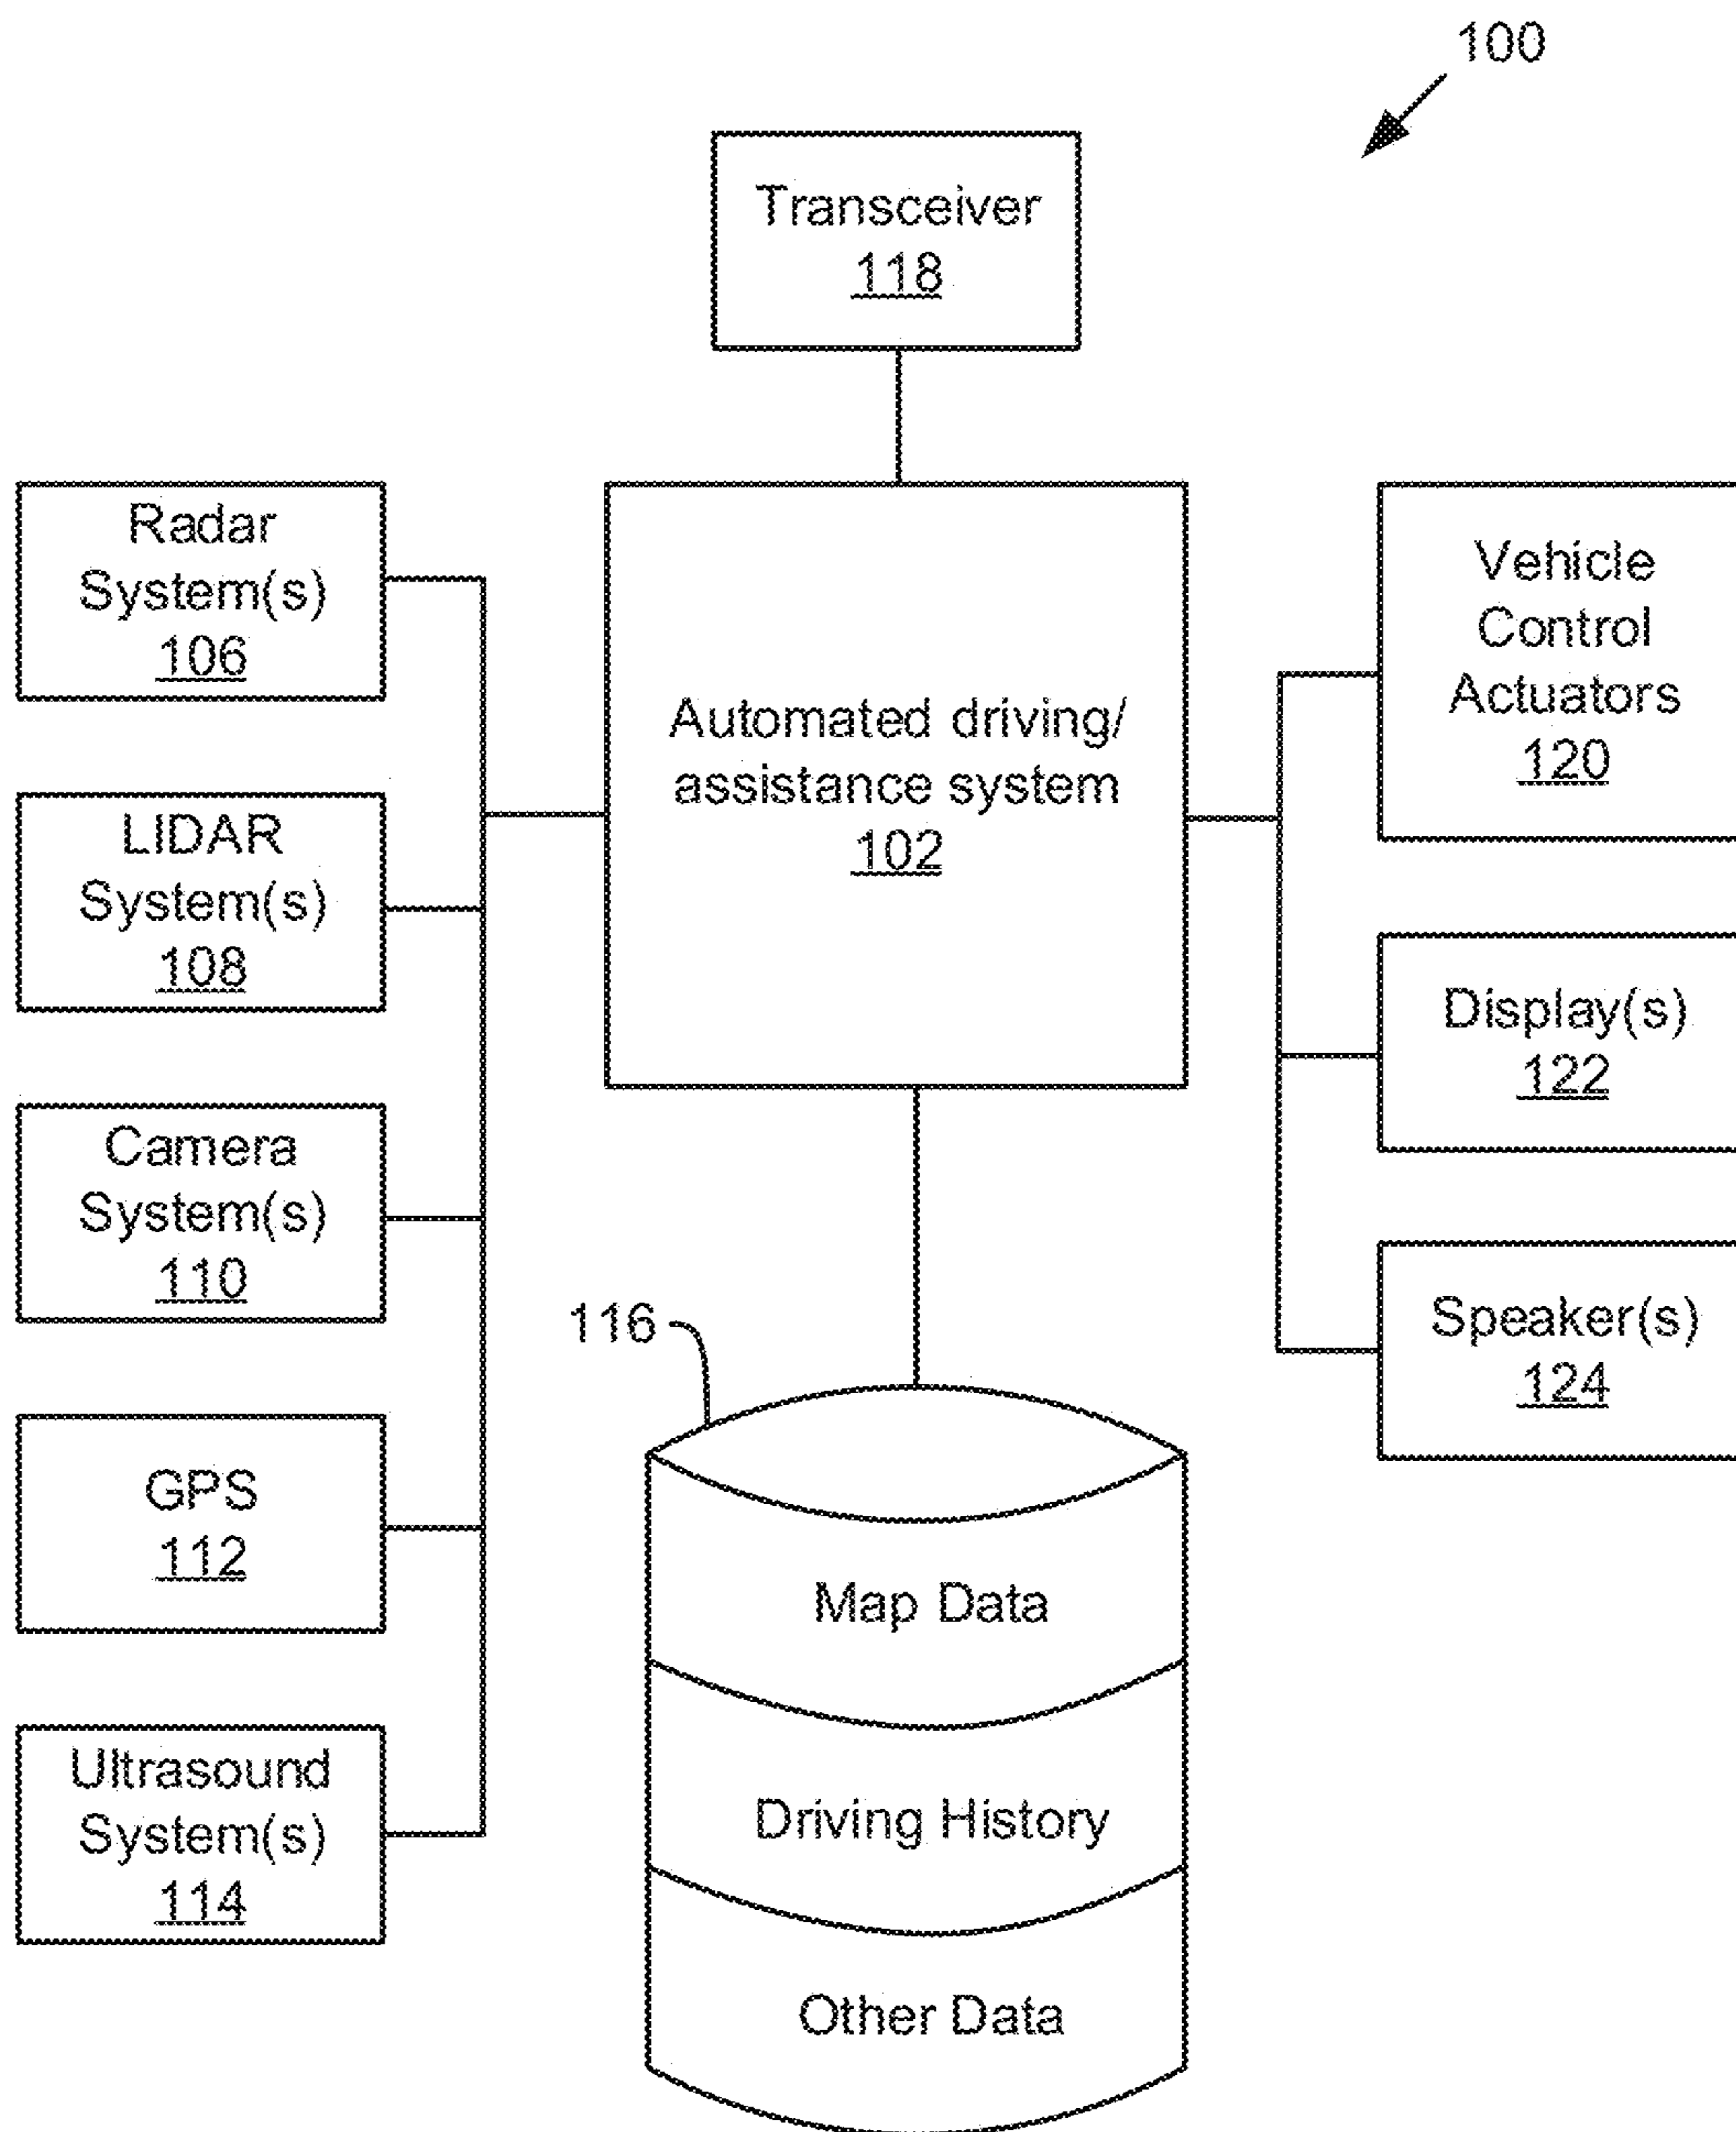 100
Transceiver
118
Radar
System(s)
106
LIDAR
System(s)
108
Camera
System(s)
110
GPS
112
Ultrasound
System(s)
114
Automated driving/
assistance system
102
Vehicle
Control
Actuators
120
Display(s)
122
Speaker(s)
124
116
Map Data
Driving History
Other Data